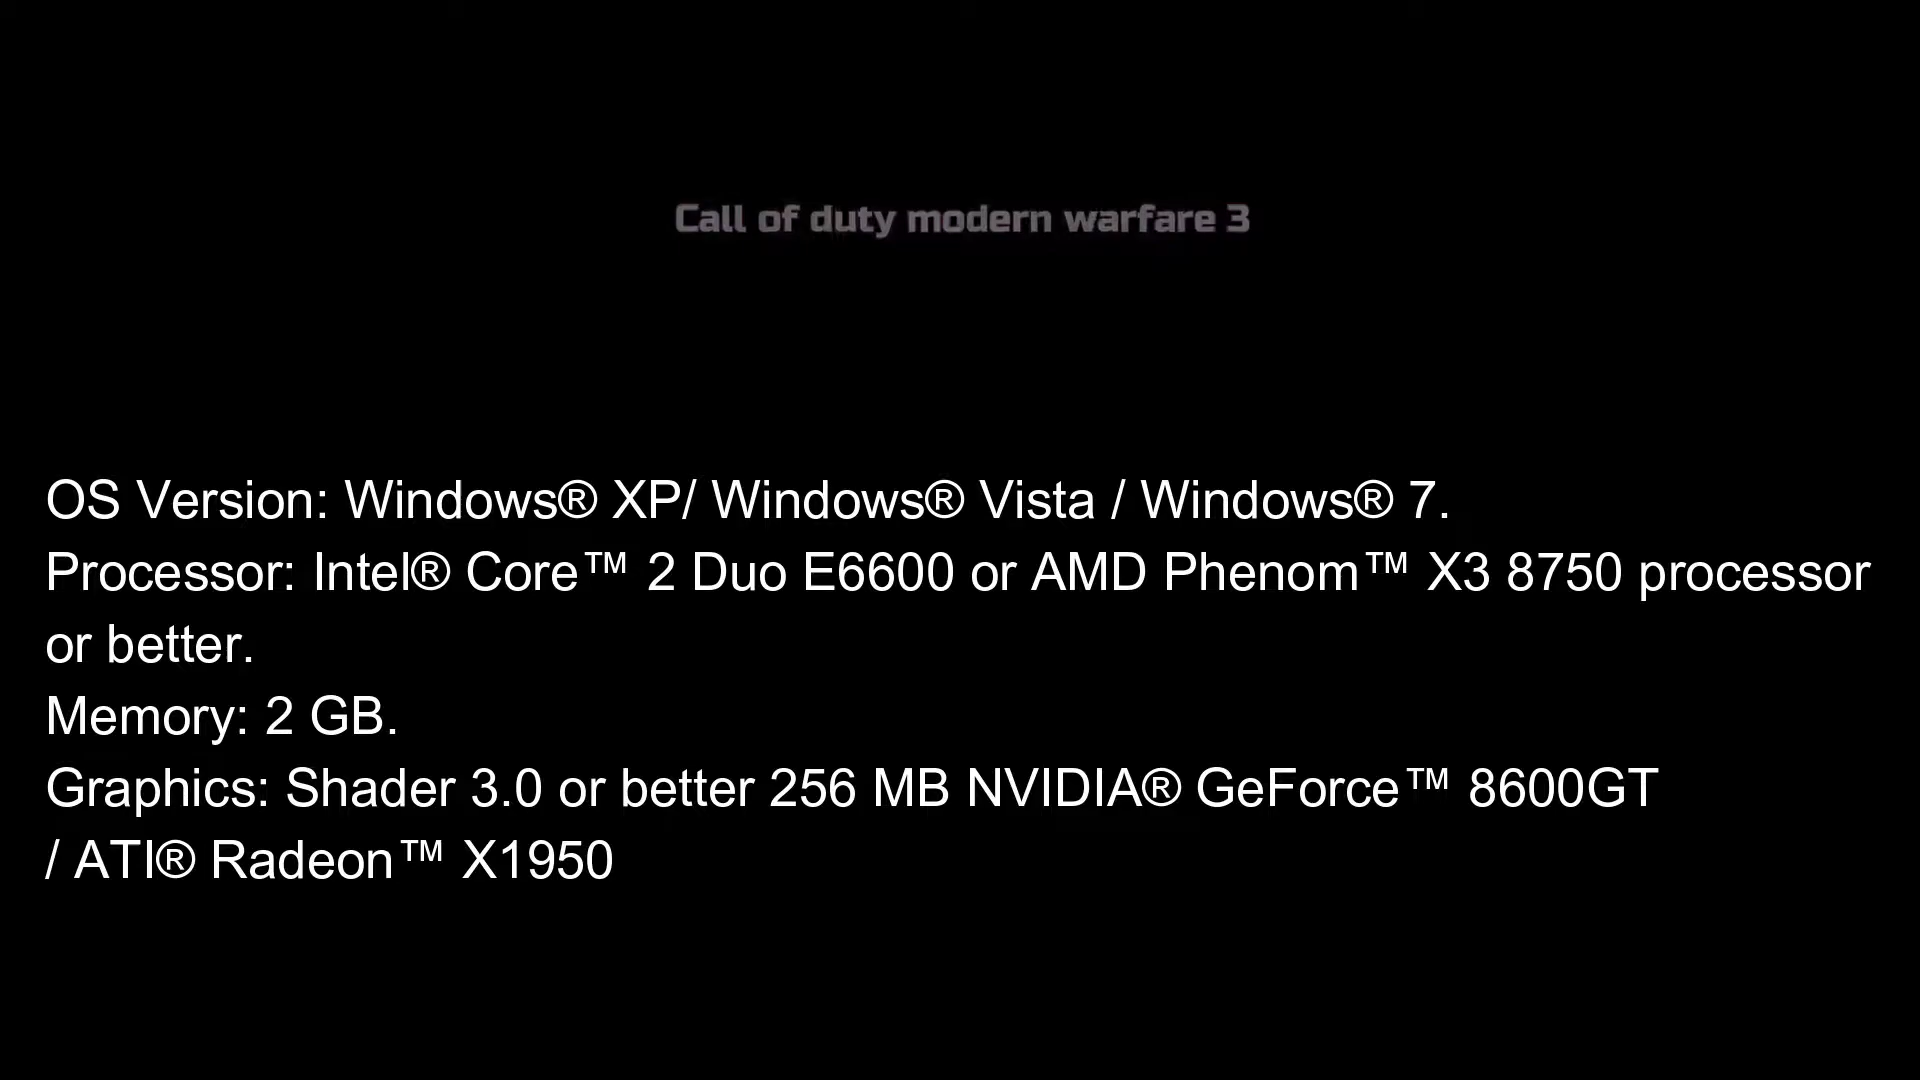 Call of duty modern warfare 3
OS Version: Windows® XP/ Windows® Vista / Windows® 7.
Processor: Intel® Core™ 2 Duo E6600 or AMD Phenom™ X3 8750 processor
or better.
Memory: 2 GB.
Graphics: Shader 3.0 or better 256 MB NVIDIA® GeForce™ 8600GT
/ ATI® Radeon™ X1950